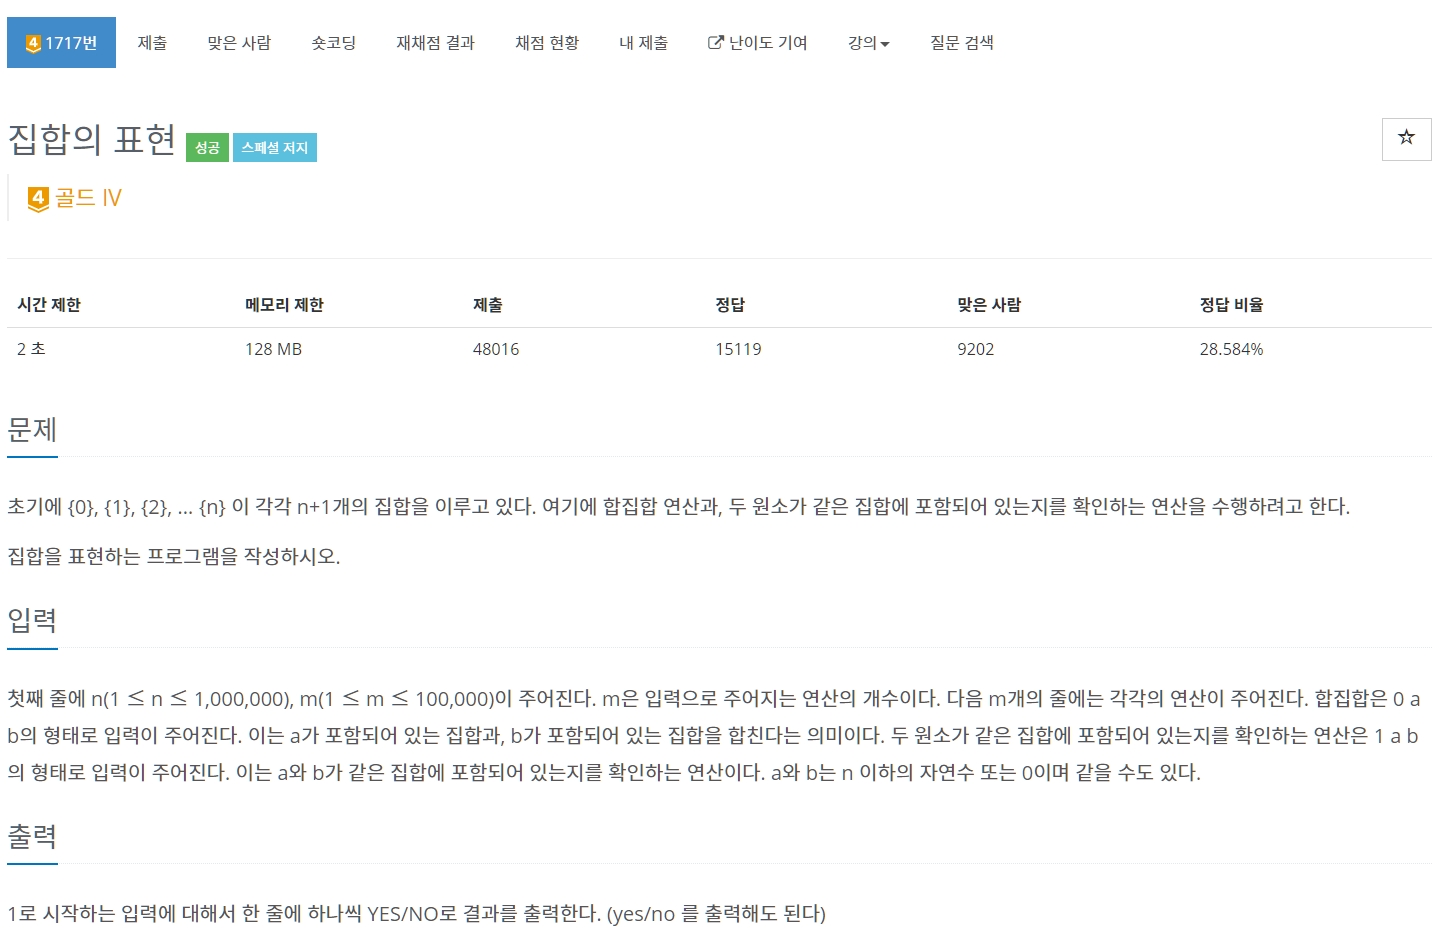 4 1717번 제출 맞은 사람 숏코딩 재채점 결과 채점 현황 내 제출 난이도 기여 강의 질문 검색
집합의 표현 성공 스페셜 저지
4 골드 IV
시간 제한 메모리 제한 제출 정답 맞은 사람 정답 비율
2 초 128 MB 48016 15119 9202 28.584%
문제
초기에 {0}, {1}, {2}, ... {n} 이 각각 n+1개의 집합을 이루고 있다. 여기에 합집합 연산과, 두 원소가 같은 집합에 포함되어 있는지를 확인하는 연산을 수행하려고 한다.
집합을 표현하는 프로그램을 작성하시오.
입력
첫째 줄에 n(1 ≤ n ≤ 1,000,000), m(1 ≤ m ≤ 100,000)이 주어진다. m은 입력으로 주어지는 연산의 개수이다. 다음 m개의 줄에는 각각의 연산이 주어진다. 합집합은 0 a
b의 형태로 입력이 주어진다. 이는 a가 포함되어 있는 집합과, b가 포함되어 있는 집합을 합친다는 의미이다. 두 원소가 같은 집합에 포함되어 있는지를 확인하는 연산은 1 a b
의 형태로 입력이 주어진다. 이는 a와 b가 같은 집합에 포함되어 있는지를 확인하는 연산이다. a와 b는 n 이하의 자연수 또는 0이며 같을 수도 있다.
출력
1로 시작하는 입력에 대해서 한 줄에 하나씩 YES/NO로 결과를 출력한다. (yes/no 를 출력해도 된다)